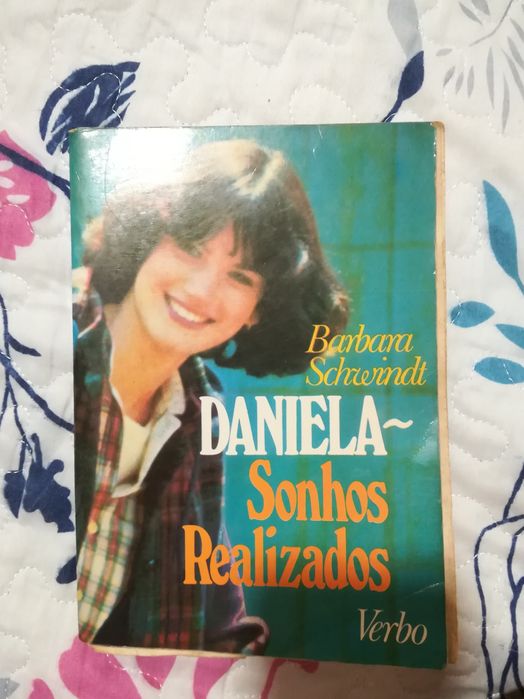 Barbara
Schwindt
DANIELA~
Sonhos
Realizados
Verbo